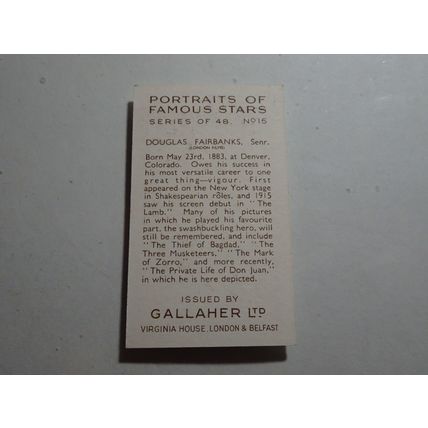 PORTRAITS OF
FAMOUS STARS
SERIES OF 48. No 15
DOUGLAS FAIRBANKS, Senr.
(LONDON FILMS)
Born May 23rd, 1883, at Denver,
Colorado. Owes his success in
his most versatile career to one
great thing—vigour. First
appeared on the New York stage
in Shakespearian rôles, and 1915
saw his screen debut in "The
Lamb." Many of his pictures
in which he played his favourite
part, the swashbuckling hero, will
still be remembered, and include
"The Thief of Bagdad," "The
Three Musketeers," "The Mark
of Zorro," and more recently,
"The Private Life of Don Juan,"
in which he is here depicted.
ISSUED BY
GALLAHER LTD
VIRGINIA HOUSE, LONDON & BELFAST